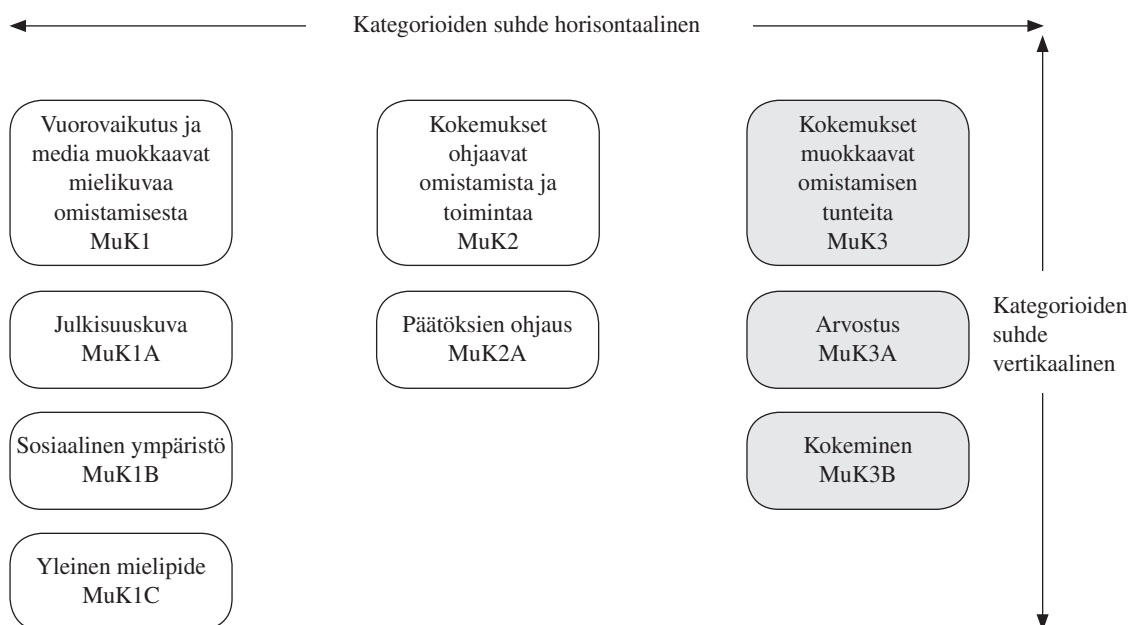 Kategorioiden suhde horisontaalinen
Vuorovaikutus ja
media muokkaavat
mielikuvaa
omistamisesta
MuK1
Kokemukset
ohjaavat
omistamista ja
toimintaa
MuK2
Kokemukset
muokkaavat
omistamisen
tunteita
MuK3
Julkisuuskuva
MuK1A
Päätöksien ohjaus
MuK2A
Arvostus
MuK3A
Kategorioiden
suhde
vertikaalinen
Sosiaalinen ympäristö
MuK1B
Kokeminen
MuK3B
Yleinen mielipide
MuK1C